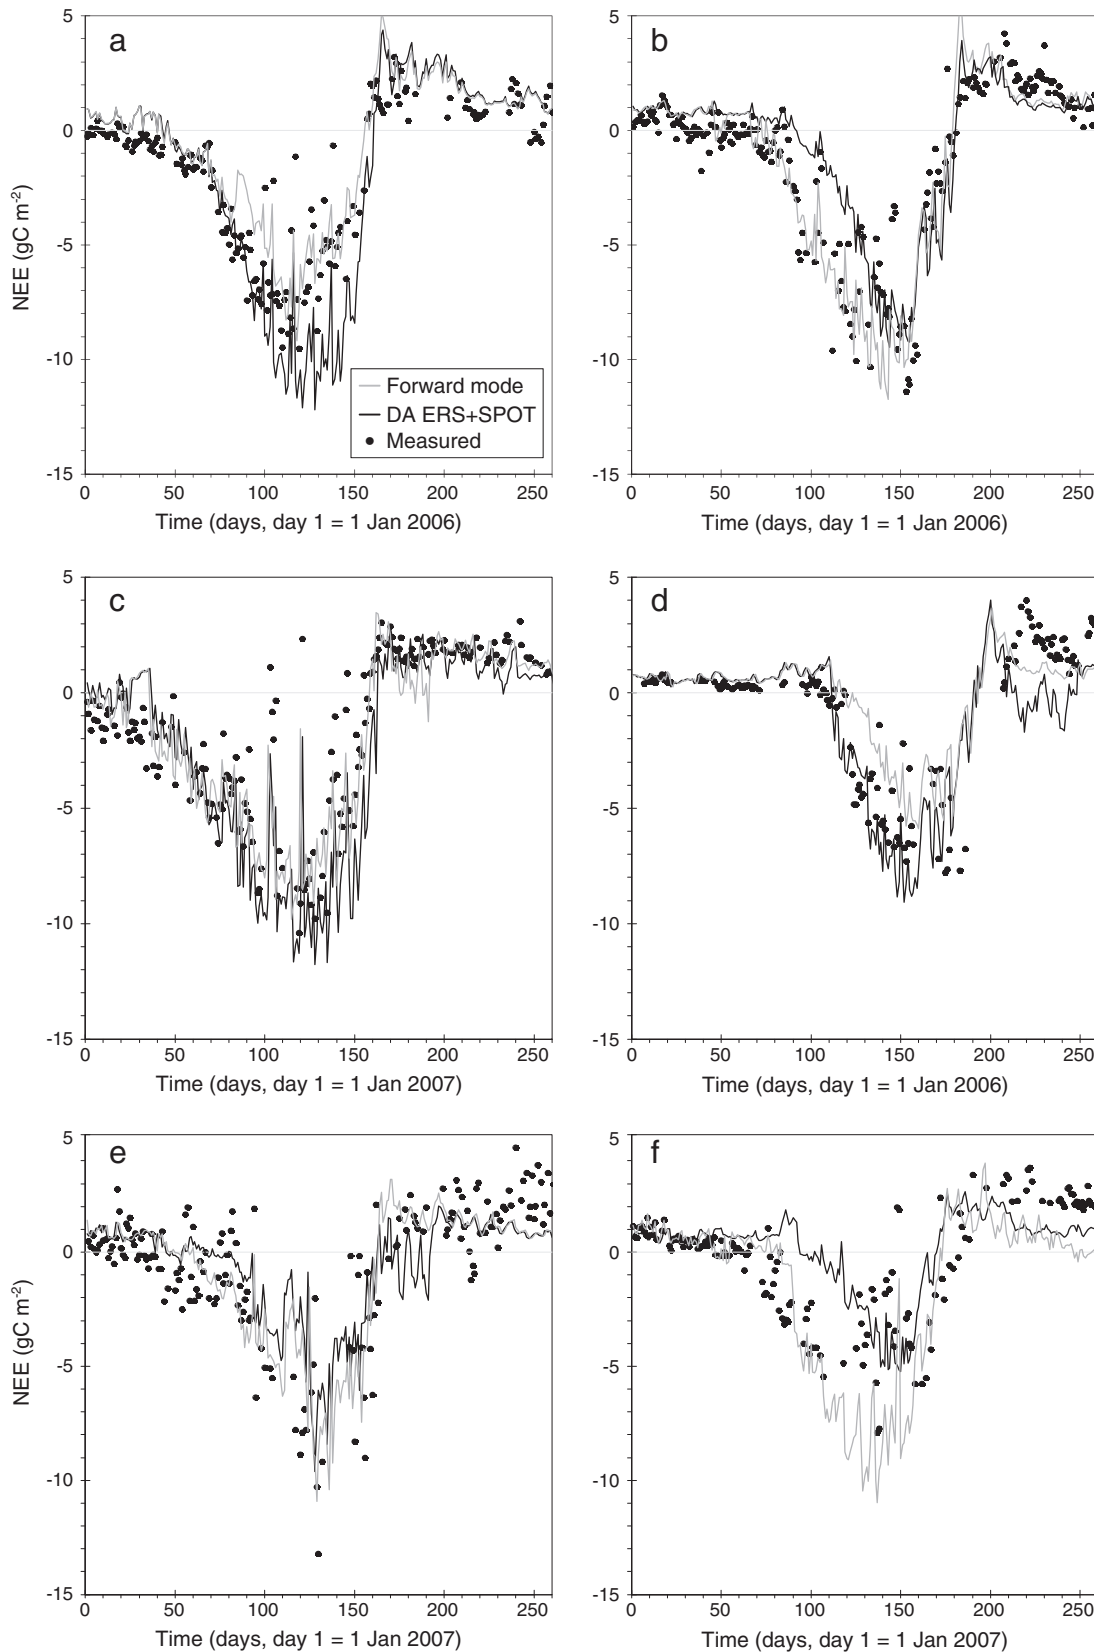 a
b
5
0
-5
-10
-15
NEE (gC m-2)
Forward mode
DA ERS+SPOT
Measured
0 50 100 150 200 250
Time (days, day 1 = 1 Jan 2006)
5
0
-5
-10
-15
0 50 100 150 200 250
Time (days, day 1 = 1 Jan 2006)
c
5
0
-5
-10
-15
0 50 100 150 200 250
Time (days, day 1 = 1 Jan 2007)
d
5
0
-5
-10
-15
0 50 100 150 200 250
Time (days, day 1 = 1 Jan 2006)
e
5
0
-5
-10
-15
NEE (gC m-2)
0 50 100 150 200 250
Time (days, day 1 = 1 Jan 2007)
f
5
0
-5
-10
-15
0 50 100 150 200 250
Time (days, day 1 = 1 Jan 2007)